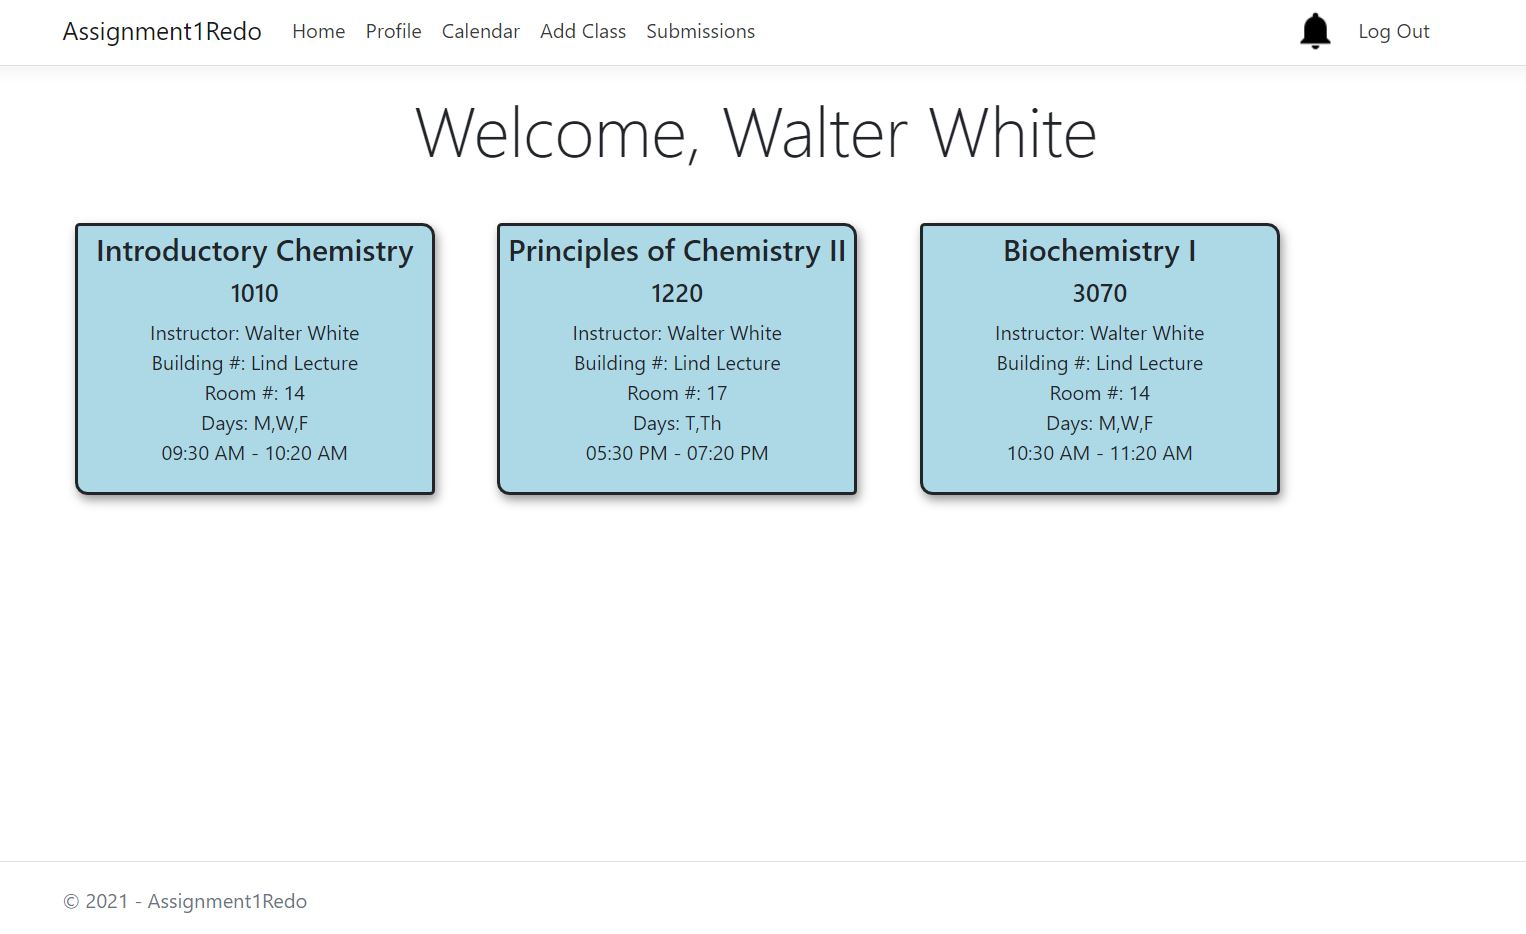 Assignment1Redo Home Profile Calendar Add Class Submissions Log Out
Welcome, Walter White
Introductory Chemistry
1010
Instructor: Walter White
Building #: Lind Lecture
Room #: 14
Days: M,W,F
09:30 AM - 10:20 AM
Principles of Chemistry II
1220
Instructor: Walter White
Building #: Lind Lecture
Room #: 17
Days: T,Th
05:30 PM - 07:20 PM
Biochemistry I
3070
Instructor: Walter White
Building #: Lind Lecture
Room #: 14
Days: M,W,F
10:30 AM - 11:20 AM
© 2021 - Assignment1Redo